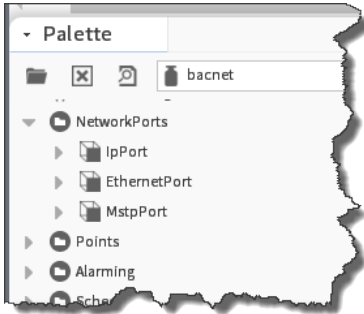 Palette
bacnet
NetworkPorts
IpPort
EthernetPort
MstpPort
Points
Alarming